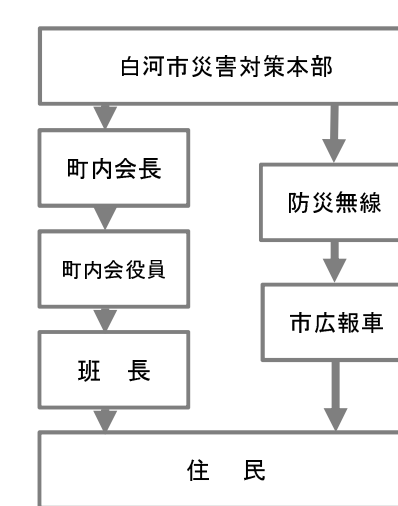 白河市災害対策本部
町内会長
防災無線
町内会役員
市広報車
班　長
住　民